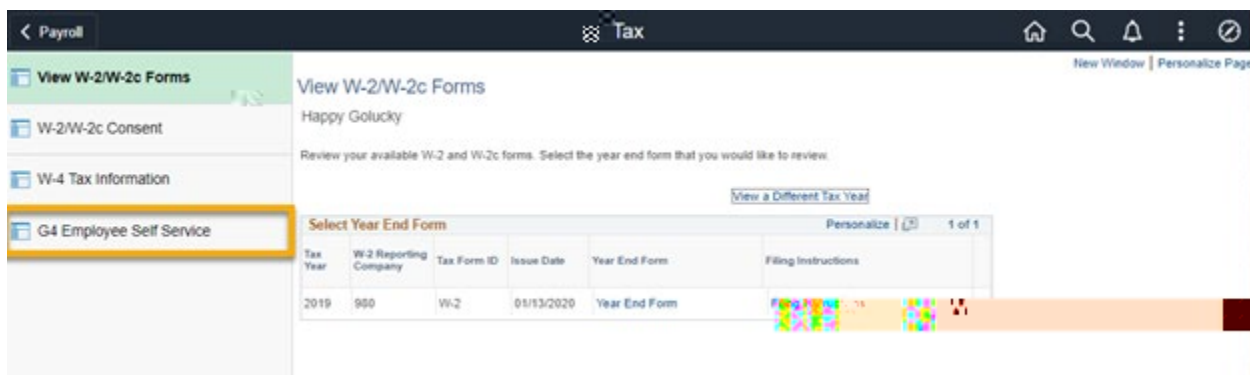 Payroll
Tax
New Window | Personalize Page
View W-2/W-2c Forms
W-2/W-2c Consent
W-4 Tax Information
G4 Employee Self Service
View W-2/W-2c Forms
Happy Golucky
Review your available W-2 and W-2c forms. Select the year end form that you would like to review.
View a Different Tax Year
Select Year End Form Personalize | 1 of 1
Tax Year W-2 Reporting Company Tax Form ID Issue Date Year End Form Filing Instructions
2019 980 W-2 01/13/2020 Year End Form